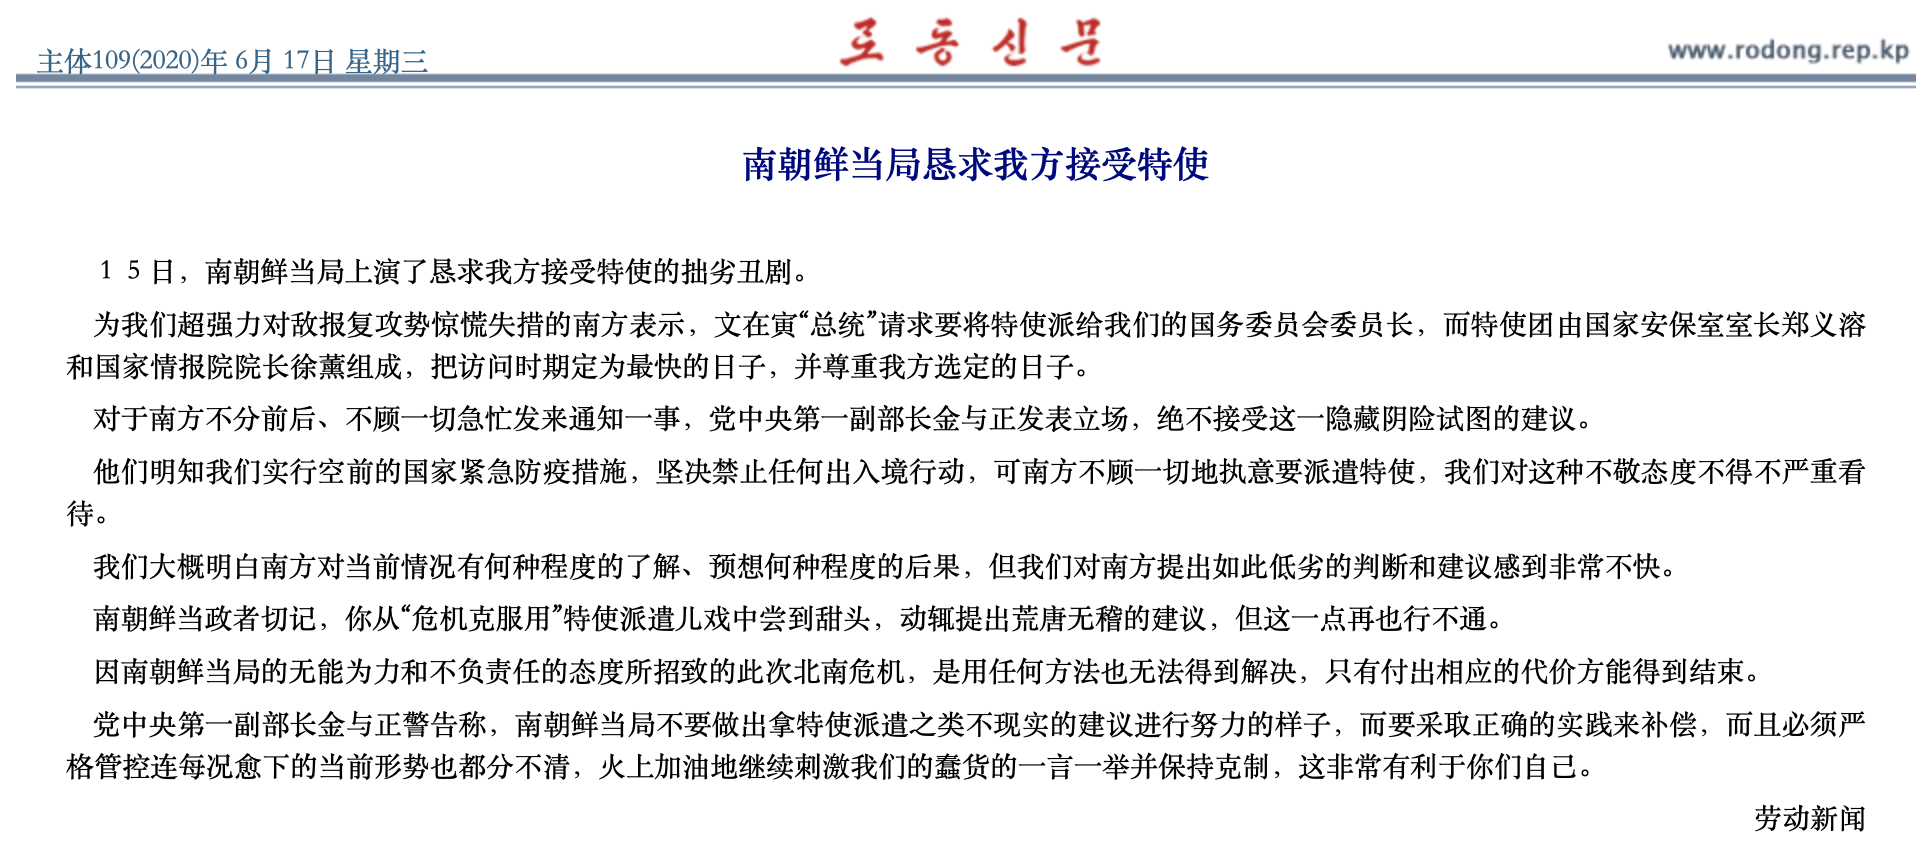 主体109(2020)年 6月 17日 星期三
로동신문
www.rodong.rep.kp
南朝鲜当局恳求我方接受特使
１５日，南朝鲜当局上演了恳求我方接受特使的拙劣丑剧。
为我们超强力对敌报复攻势惊慌失措的南方表示，文在寅“总统”请求要将特使派给我们的国务委员会委员长，而特使团由国家安保室室长郑义溶
和国家情报院院长徐薰组成，把访问时期定为最快的日子，并尊重我方选定的日子。
对于南方不分前后、不顾一切急忙发来通知一事，党中央第一副部长金与正发表立场，绝不接受这一隐藏阴险试图的建议。
他们明知我们实行空前的国家紧急防疫措施，坚决禁止任何出入境行动，可南方不顾一切地执意要派遣特使，我们对这种不敬态度不得不严重看
待。
我们大概明白南方对当前情况有何种程度的了解、预想何种程度的后果，但我们对南方提出如此低劣的判断和建议感到非常不快。
南朝鲜当政者切记，你从“危机克服用”特使派遣儿戏中尝到甜头，动辄提出荒唐无稽的建议，但这一点再也行不通。
因南朝鲜当局的无能为力和不负责任的态度所招致的此次北南危机，是用任何方法也无法得到解决，只有付出相应的代价方能得到结束。
党中央第一副部长金与正警告称，南朝鲜当局不要做出拿特使派遣之类不现实的建议进行努力的样子，而要采取正确的实践来补偿，而且必须严
格管控连每况愈下的当前形势也都分不清，火上加油地继续刺激我们的蠢货的一言一举并保持克制，这非常有利于你们自己。
劳动新闻